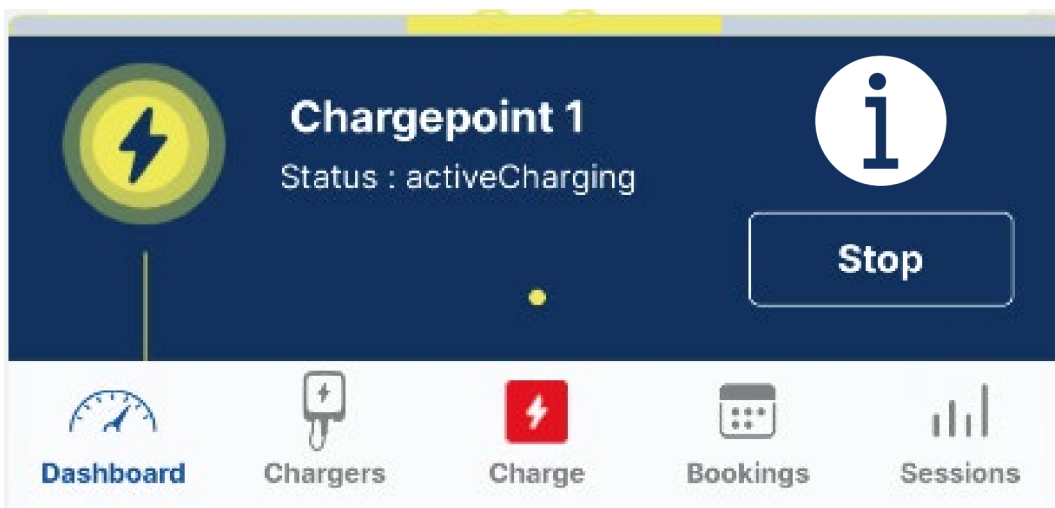 Chargepoint 1
Status : activeCharging
i
Stop
Dashboard
Chargers
Charge
Bookings
Sessions